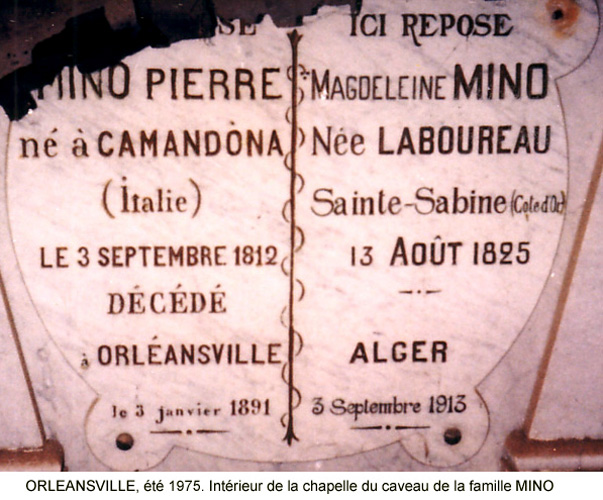 ICI REPOSE
MINO PIERRE
né à CAMANDÒNA
(Italie)
LE 3 SEPTEMBRE 1812
DÉCÉDÉ
à ORLÉANSVILLE
le 3 janvier 1891
MAGDELEINE MINO
Née LABOUREAU
Sainte-Sabine (Cote d'Or)
13 AOÛT 1825
ALGER
3 Septembre 1913
ORLEANSVILLE, été 1975. Intérieur de la chapelle du caveau de la famille MINO